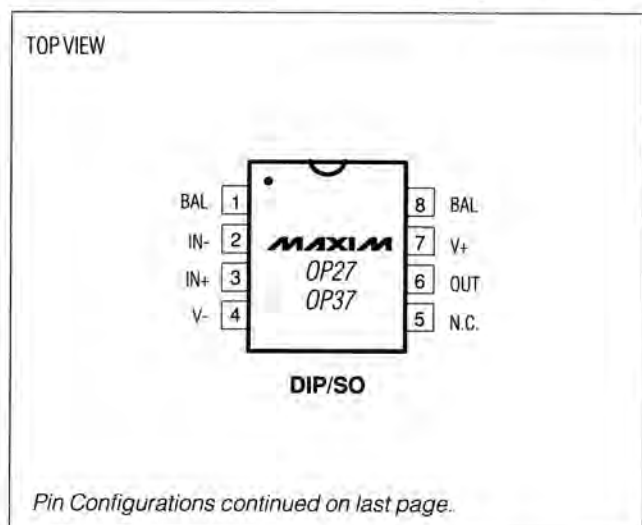 TOP VIEW
BAL 1 8 BAL
IN- 2 MAXIM 7 V+
IN+ 3 OP27 6 OUT
OP37
V- 4 5 N.C.
DIP/SO
Pin Configurations continued on last page.